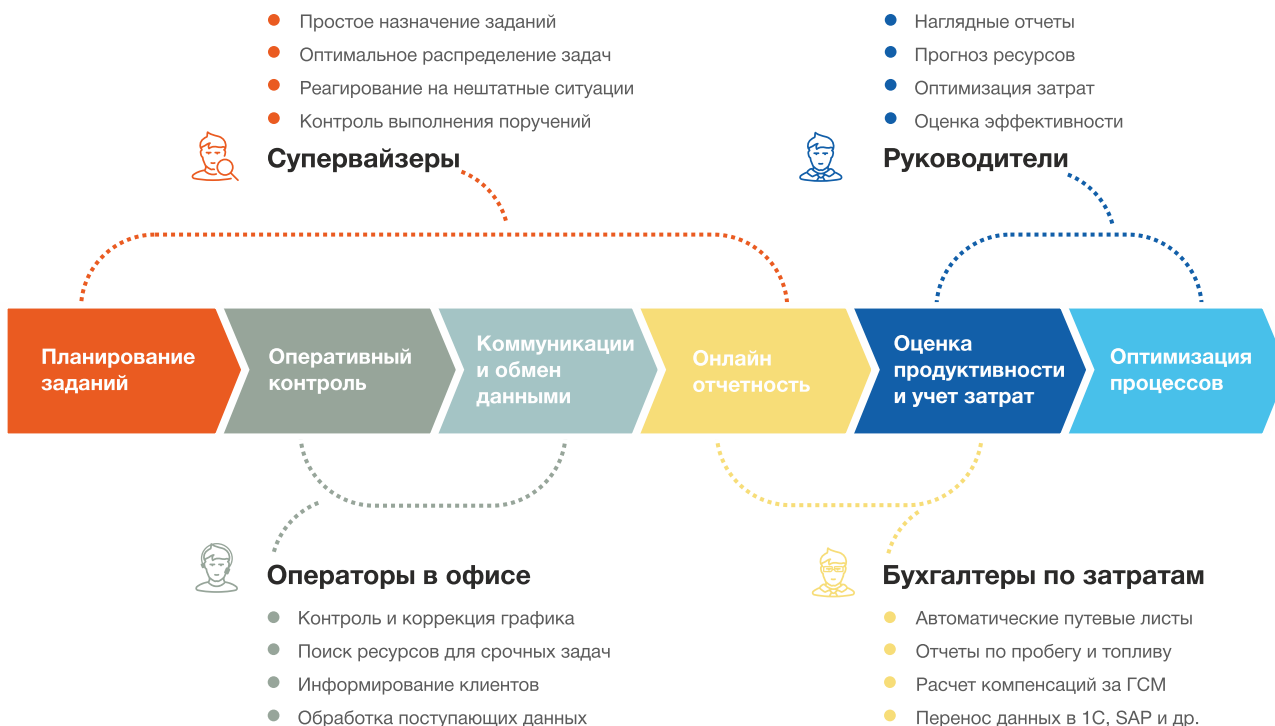 Простое назначение заданий
Оптимальное распределение задач
Реагирование на нештатные ситуации
Контроль выполнения поручений
Супервайзеры
Наглядные отчеты
Прогноз ресурсов
Оптимизация затрат
Оценка эффективности
Руководители
Планирование
заданий
Оперативный
контроль
Коммуникации
и обмен
данными
Онлайн
отчетность
Оценка
продуктивности
и учет затрат
Оптимизация
процессов
Операторы в офисе
Контроль и коррекция графика
Поиск ресурсов для срочных задач
Информирование клиентов
Обработка поступающих данных
Бухгалтеры по затратам
Автоматические путевые листы
Отчеты по пробегу и топливу
Расчет компенсаций за ГСМ
Перенос данных в 1С, SAP и др.